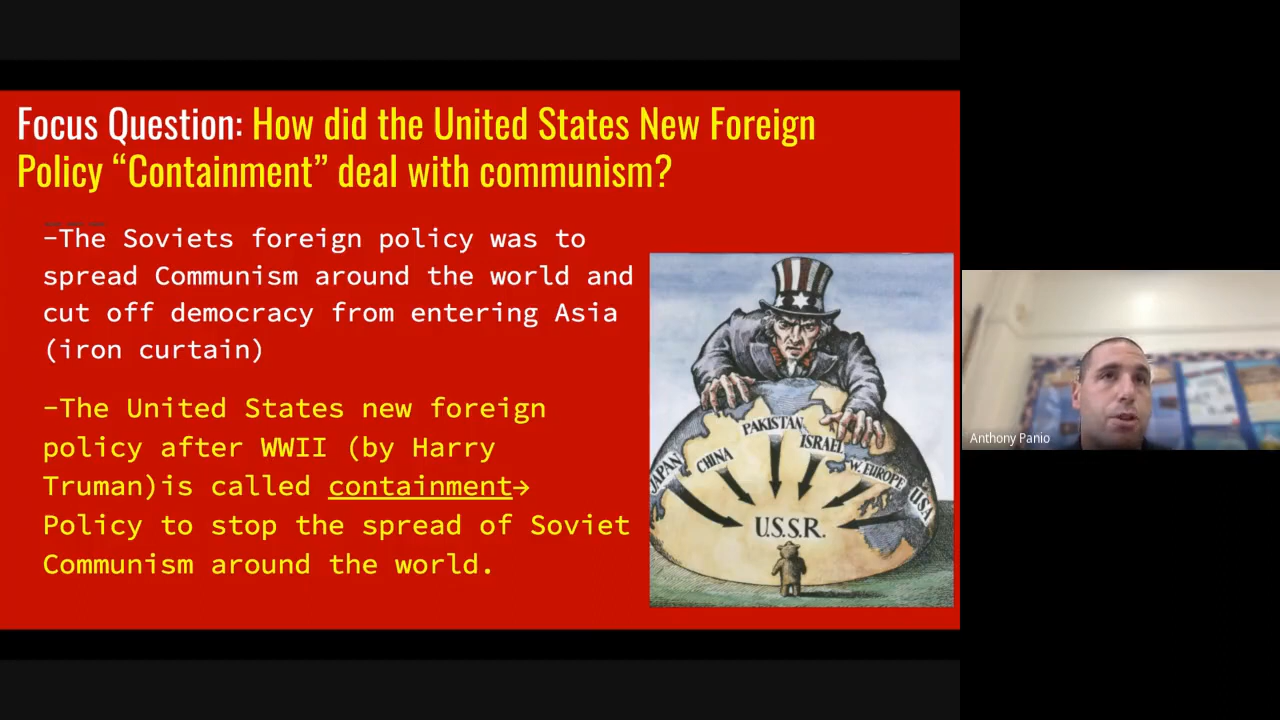 Focus Question: How did the United States New Foreign
Policy “Containment” deal with communism?
-The Soviets foreign policy was to
spread Communism around the world and
cut off democracy from entering Asia
(iron curtain)
-The United States new foreign
policy after WWII (by Harry
Truman)is called containment→
Policy to stop the spread of Soviet
Communism around the world.
JAPAN
CHINA
PAKISTAN
ISRAEL
W. EUROPE
USA
U.S.S.R.
Anthony Panio